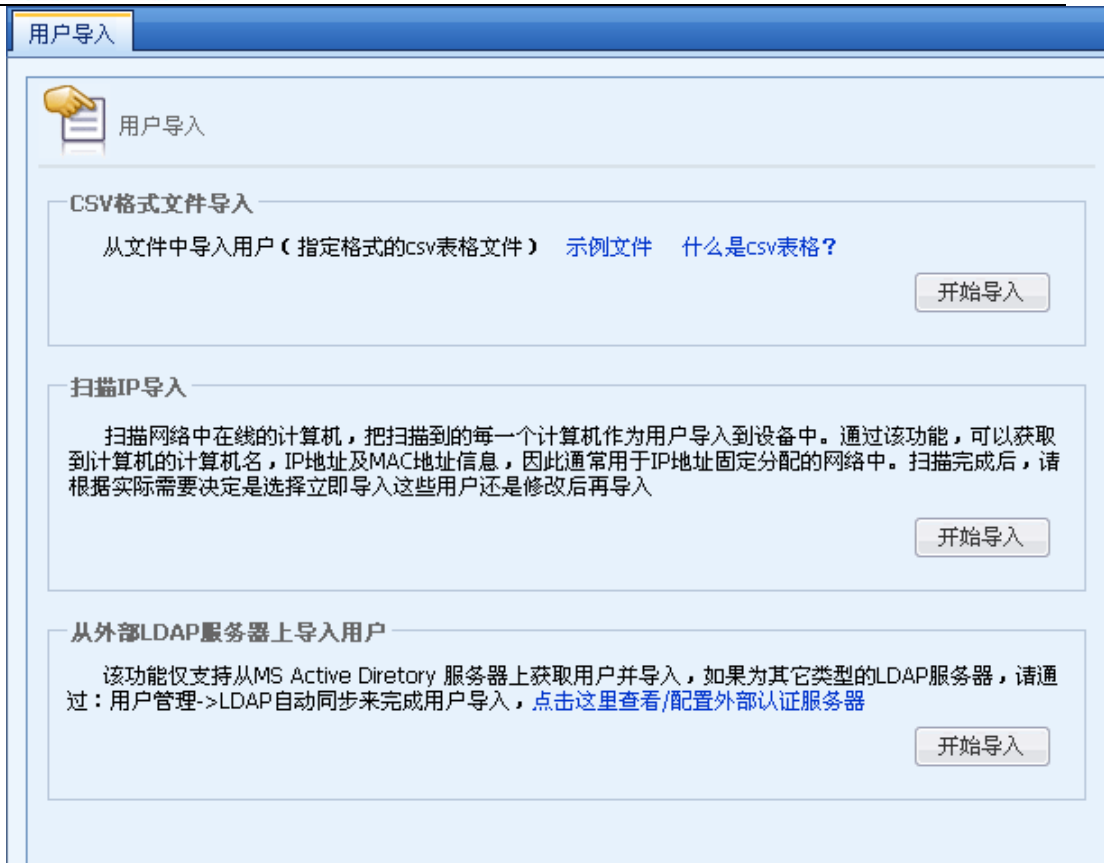 用户导入
用户导入
CSV格式文件导入
从文件中导入用户（指定格式的csv表格文件） 示例文件 什么是csv表格？
开始导入
扫描IP导入
扫描网络中在线的计算机，把扫描到的每一个计算机作为用户导入到设备中。通过该功能，可以获取
到计算机的计算机名，IP地址及MAC地址信息，因此通常用于IP地址固定分配的网络中。扫描完成后，请
根据实际需要决定是选择立即导入这些用户还是修改后再导入
开始导入
从外部LDAP服务器上导入用户
该功能仅支持从MS Active Diretory 服务器上获取用户并导入，如果为其它类型的LDAP服务器，请通
过：用户管理->LDAP自动同步来完成用户导入，点击这里查看/配置外部认证服务器
开始导入